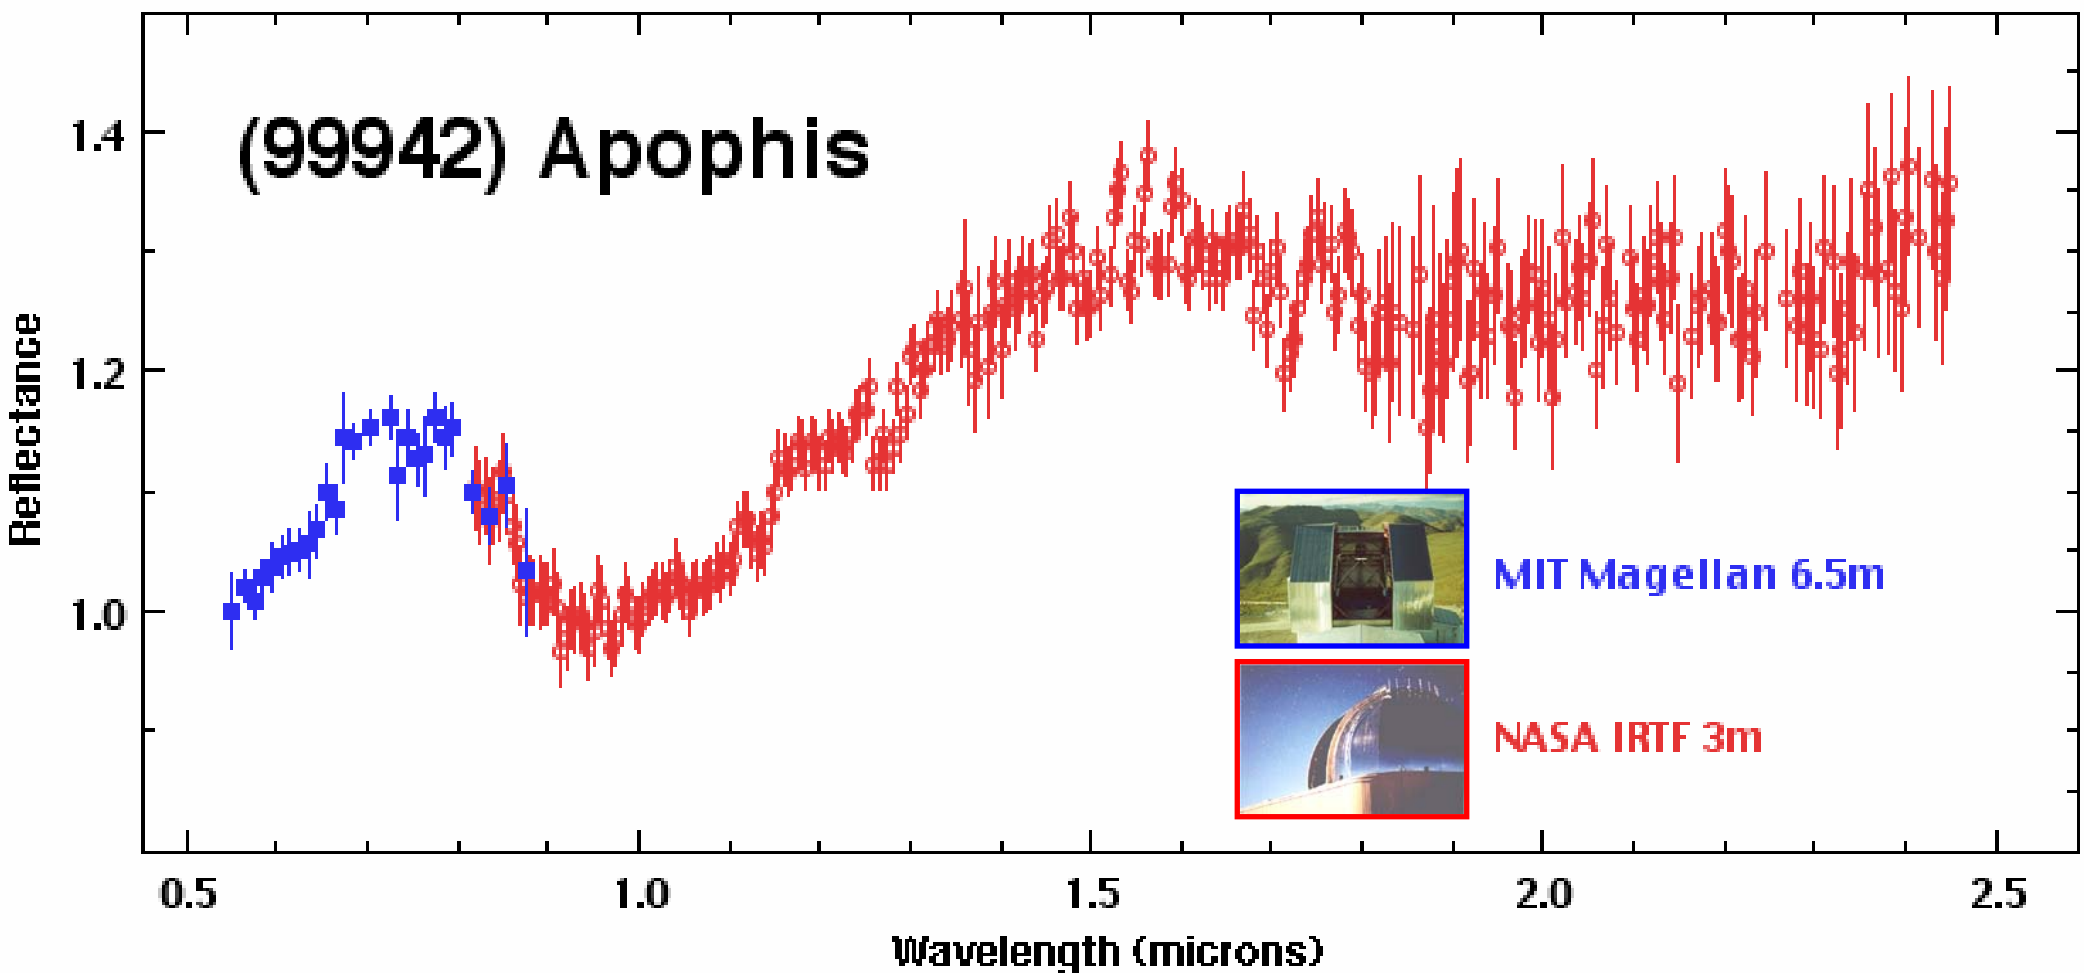 (99942) Apophis
1.4
1.2
1.0
Reflectance
MIT Magellan 6.5m
NASA IRTF 3m
0.5 1.0 1.5 2.0 2.5
Wavelength (microns)